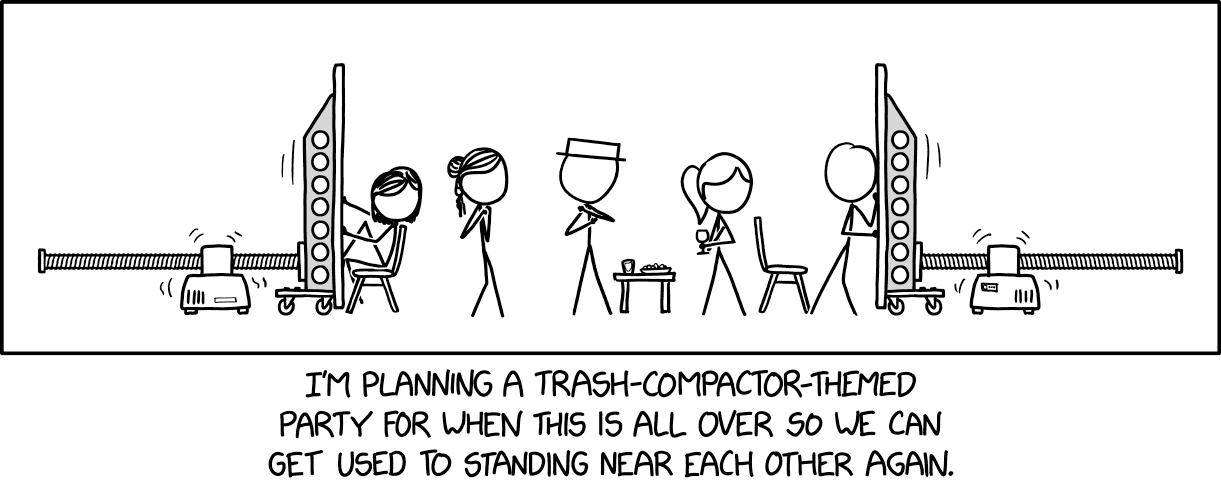 I'M PLANNING A TRASH-COMPACTOR-THEMED
PARTY FOR WHEN THIS IS ALL OVER SO WE CAN
GET USED TO STANDING NEAR EACH OTHER AGAIN.